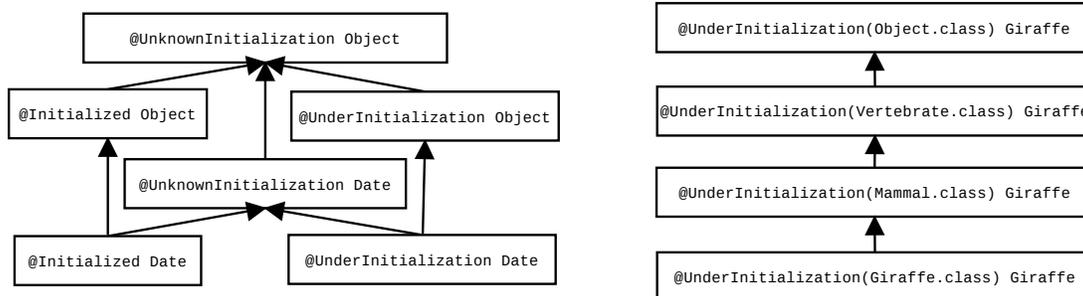 @UnknownInitialization Object
@Initialized Object
@UnderInitialization Object
@UnknownInitialization Date
@Initialized Date
@UnderInitialization Date
@UnderInitialization(Object.class) Giraffe
@UnderInitialization(Vertebrate.class) Giraffe
@UnderInitialization(Mammal.class) Giraffe
@UnderInitialization(Giraffe.class) Giraffe